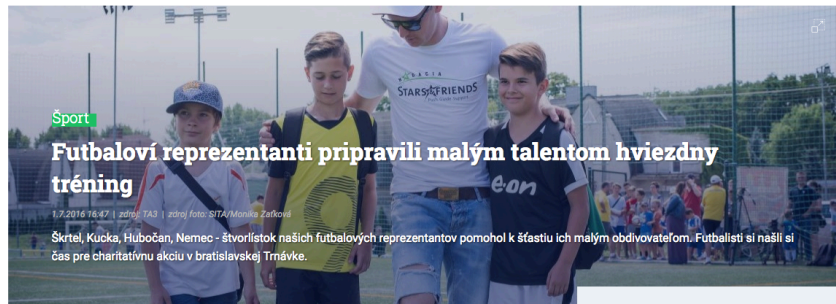 NADÁCIA
STARS★FRIENDS
e·on
Šport
Futbaloví reprezentanti pripravili malým talentom hviezdny
tréning
1.7.2016 16:47 | zdroj: TA3 | zdroj foto: SITA/Monika Zaťková
Škrtel, Kucka, Hubočan, Nemec - štvorlístok našich futbalových reprezentantov pomohol k šťastiu ich malým obdivovateľom. Futbalisti si našli si
čas pre charitatívnu akciu v bratislavskej Trnávke.